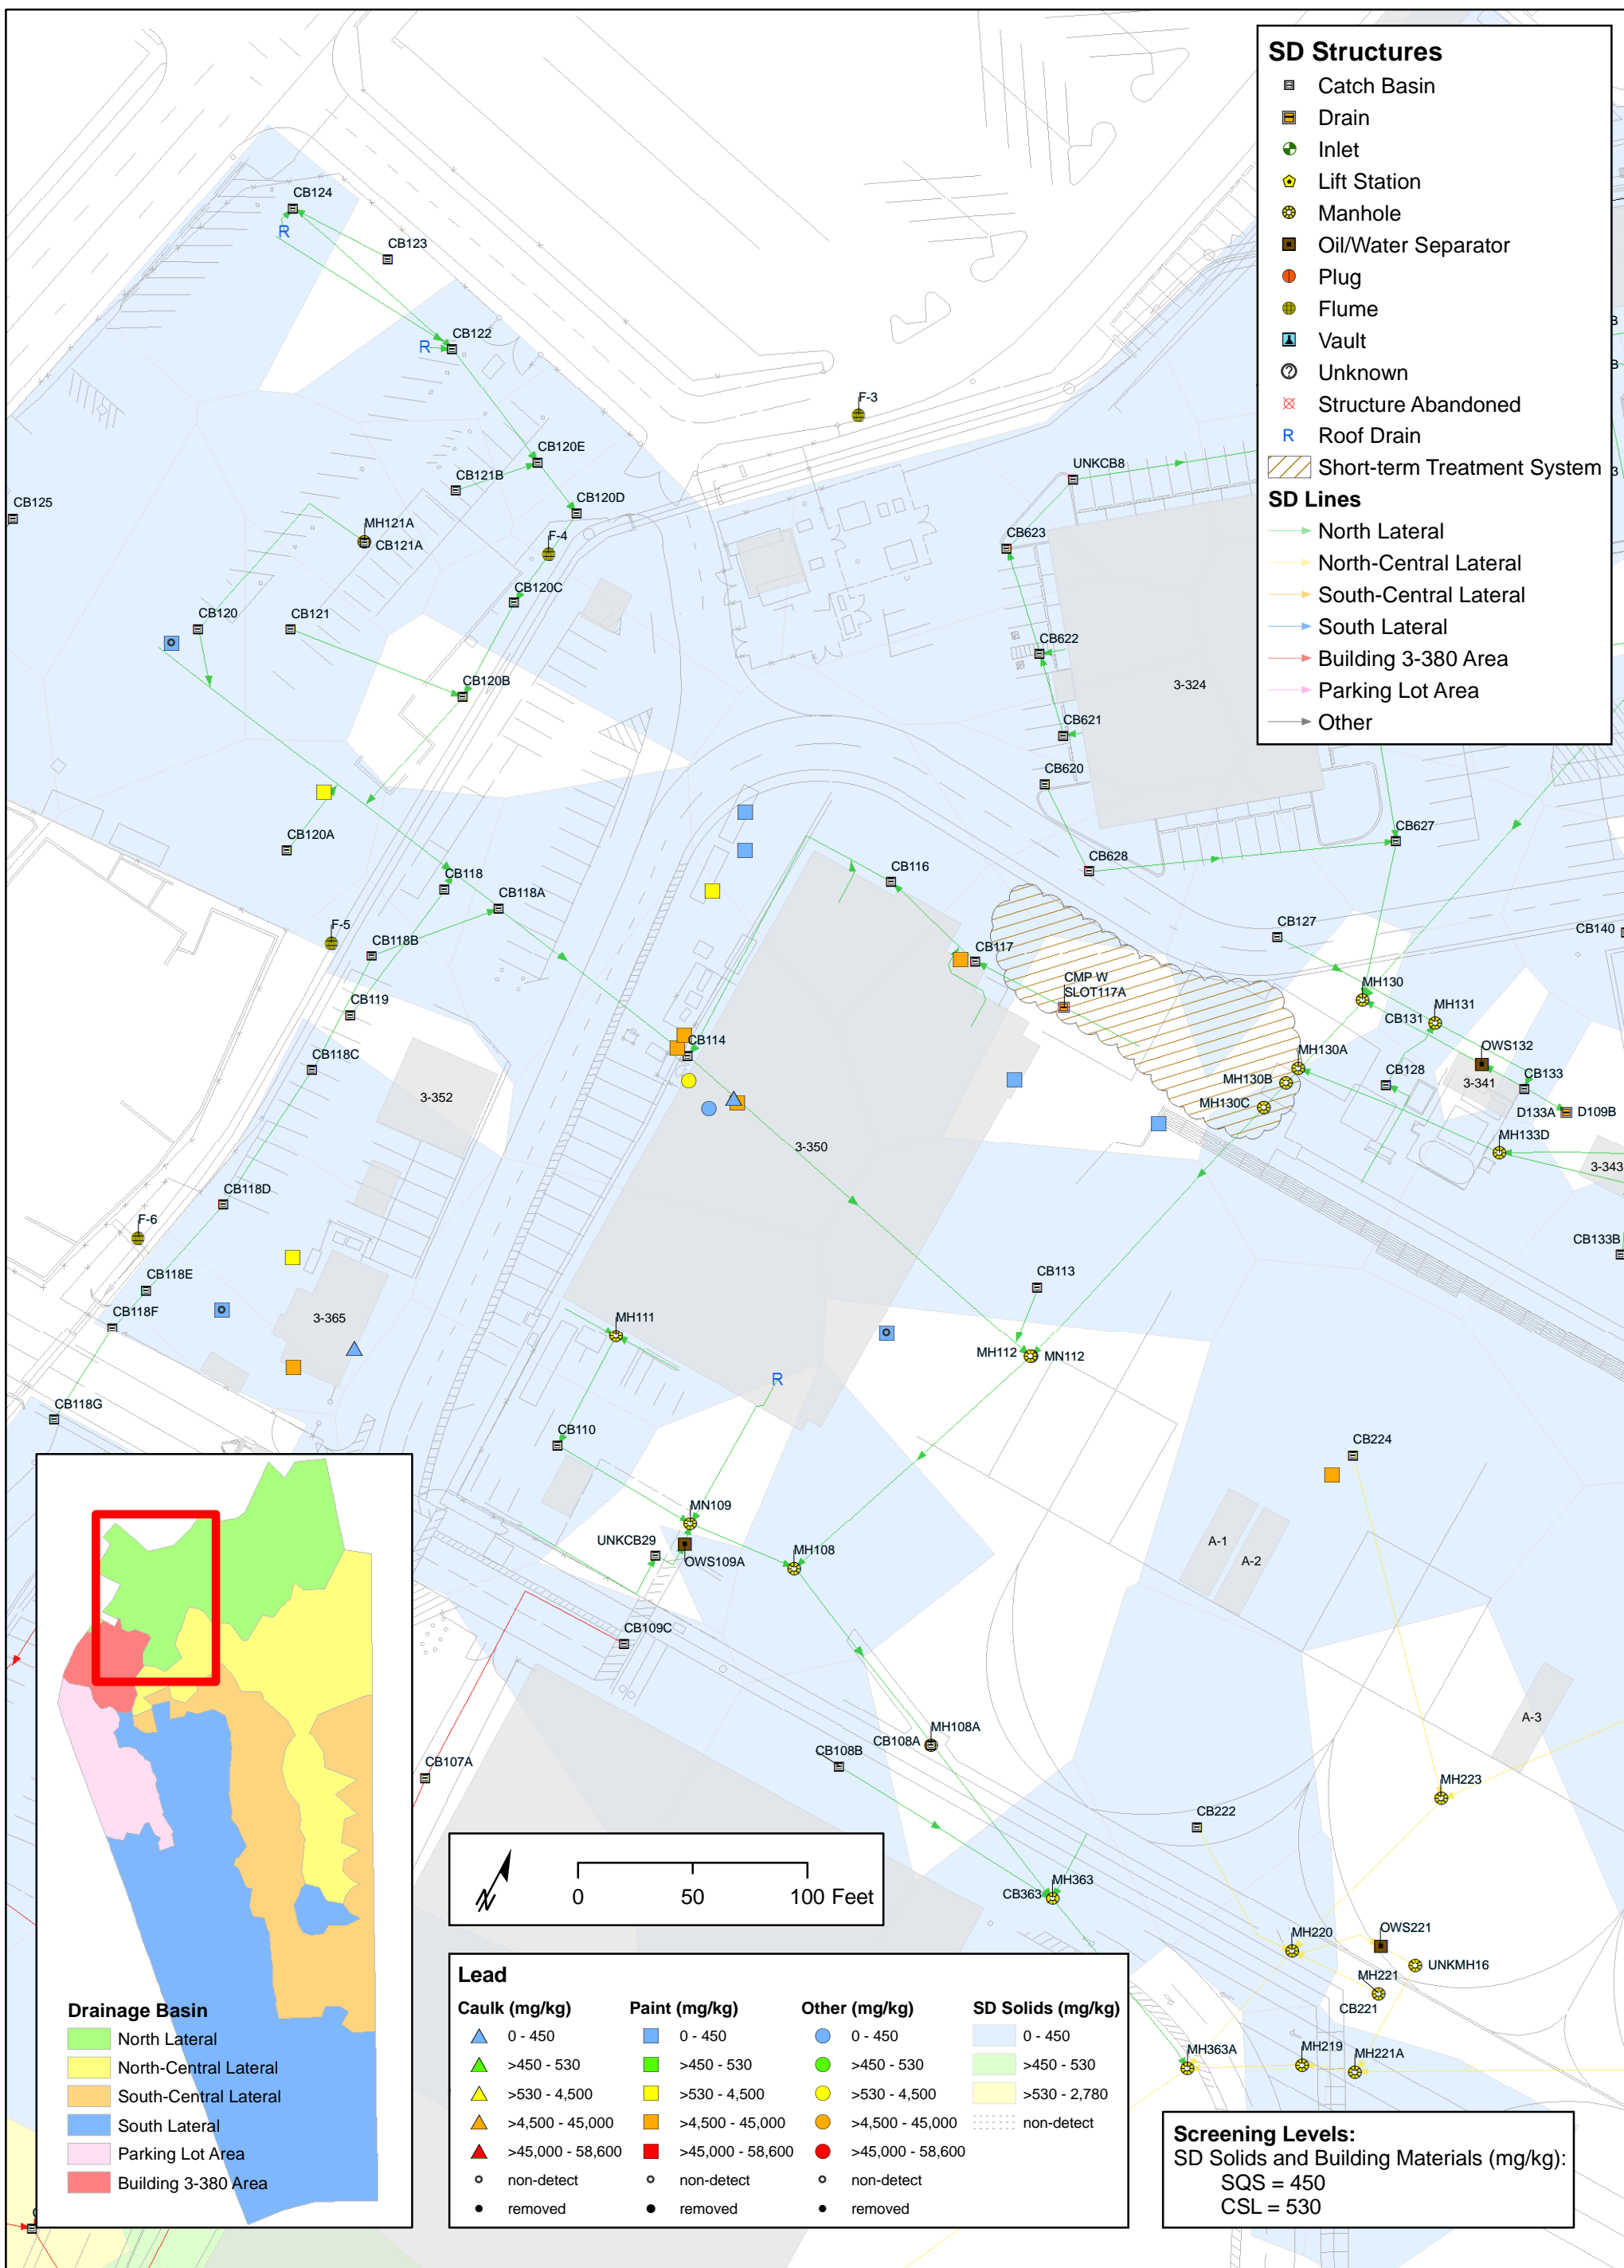 SD Structures
Catch Basin
Drain
Inlet
Lift Station
Manhole
Oil/Water Separator
Plug
Flume
Vault
Unknown
Structure Abandoned
R Roof Drain
Short-term Treatment System
SD Lines
North Lateral
North-Central Lateral
South-Central Lateral
South Lateral
Building 3-380 Area
Parking Lot Area
Other
CB124
R
CB123
CB122
R
F-3
CB120E
CB121B
UNKCB8
CB125
CB120D
MH121A
CB121A
F-4
CB623
CB120C
CB120
CB121
CB622
CB120B
3-324
CB621
CB620
CB120A
CB627
CB628
CB118
CB116
CB118A
F-5
CB118B
CB117
CB127
CB140
CMP W
SLOT117A
MH130
CB119
MH131
CB131
CB114
CB118C
MH130A
OWS132
MH130B
CB128
CB133
3-341
3-352
MH130C
D133A
D109B
3-350
MH133D
3-343
CB118D
F-6
CB133B
CB118E
CB113
CB118F
3-365
MH111
MH112
MN112
R
CB118G
CB110
CB224
MN109
UNKCB29
OWS109A
MH108
A-1
A-2
CB109C
A-3
MH108A
CB108A
CB108B
CB107A
MH223
CB222
MH363
CB363
MH220
OWS221
UNKMH16
MH221
CB221
MH363A
MH219
MH221A
N
0
50
100 Feet
Drainage Basin
North Lateral
North-Central Lateral
South-Central Lateral
South Lateral
Parking Lot Area
Building 3-380 Area
Lead
Caulk (mg/kg) Paint (mg/kg) Other (mg/kg) SD Solids (mg/kg)
0 - 450 0 - 450 0 - 450 0 - 450
>450 - 530 >450 - 530 >450 - 530 >450 - 530
>530 - 4,500 >530 - 4,500 >530 - 4,500 >530 - 2,780
>4,500 - 45,000 >4,500 - 45,000 >4,500 - 45,000 non-detect
>45,000 - 58,600 >45,000 - 58,600 >45,000 - 58,600
non-detect non-detect non-detect
removed removed removed
Screening Levels:
SD Solids and Building Materials (mg/kg):
SQS = 450
CSL = 530